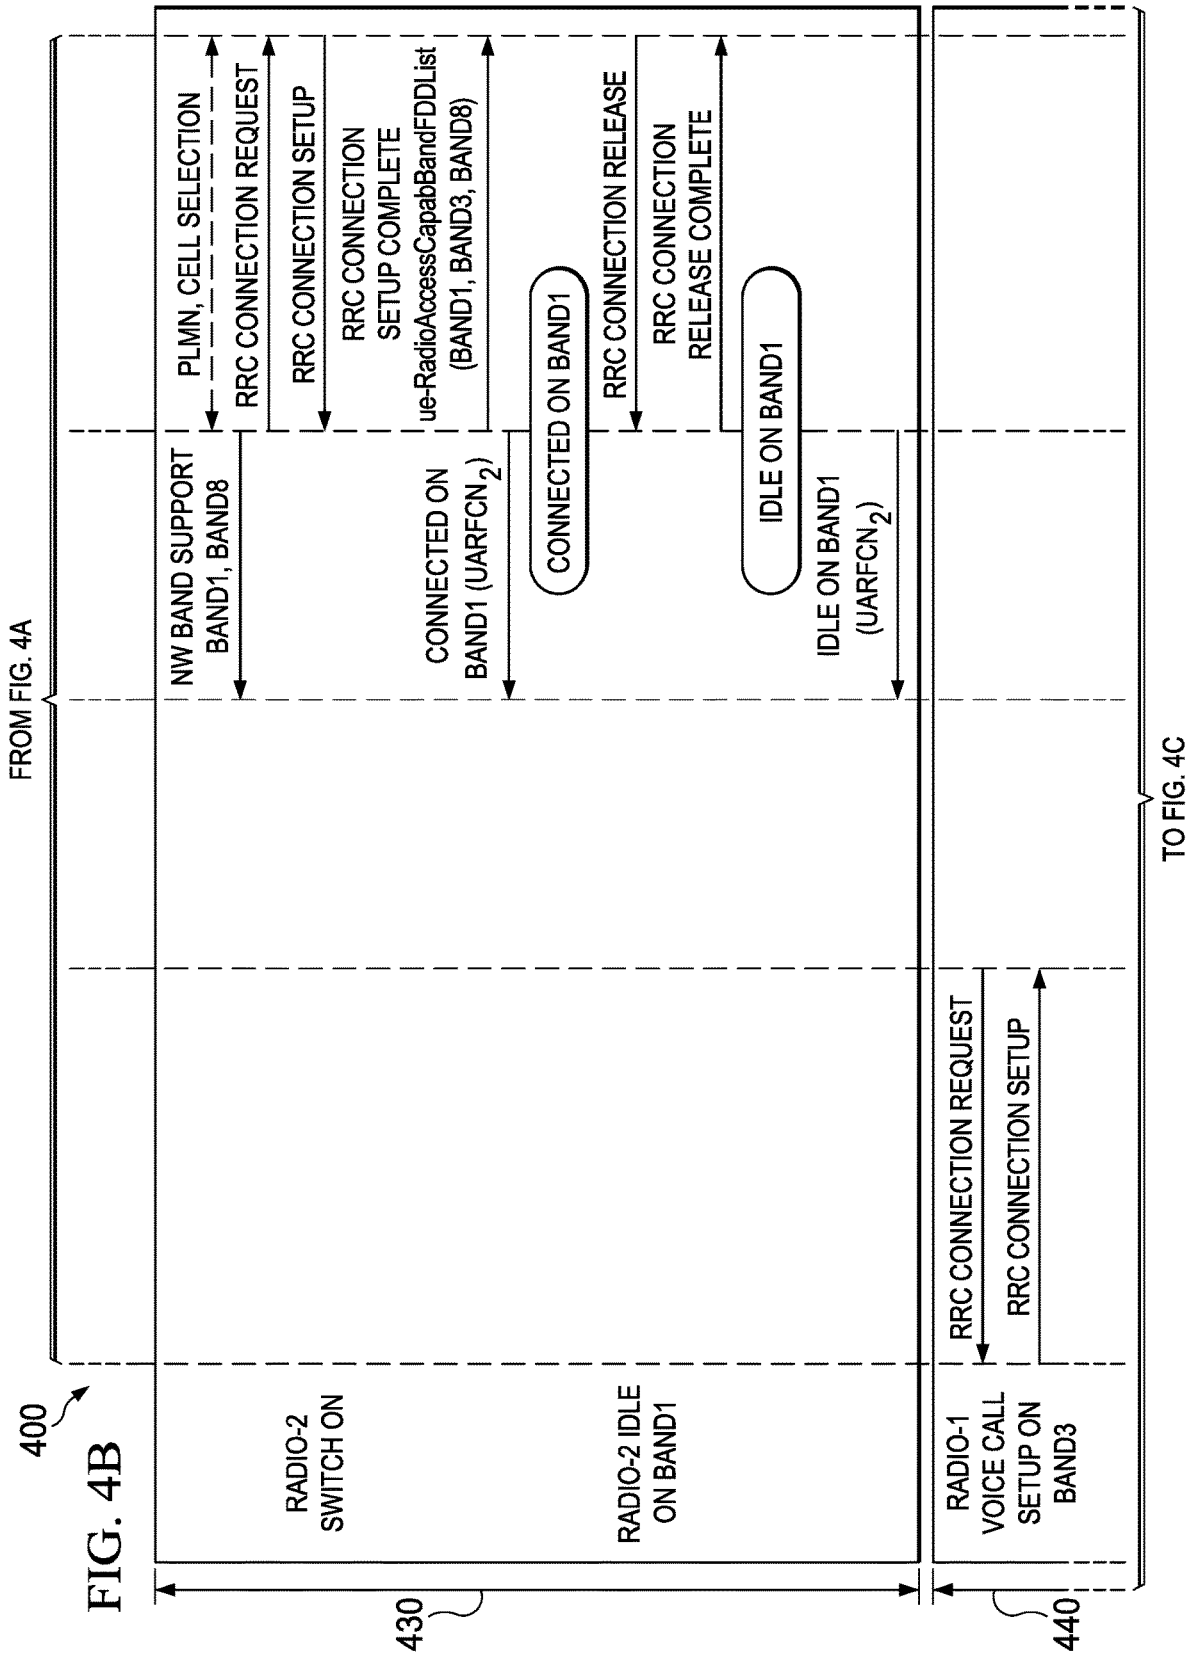 FIG. 4B
400
FROM FIG. 4A
430
RADIO-2
SWITCH ON
PLMN, CELL SELECTION
NW BAND SUPPORT
BAND1, BAND8
RRC CONNECTION REQUEST
RRC CONNECTION SETUP
RRC CONNECTION
SETUP COMPLETE
ue-RadioAccessCapabBandFDDList
(BAND1, BAND3, BAND8)
CONNECTED ON
BAND1 (UARFCN2)
CONNECTED ON BAND1
RADIO-2 IDLE
ON BAND1
RRC CONNECTION RELEASE
RRC CONNECTION
RELEASE COMPLETE
IDLE ON BAND1
IDLE ON BAND1
(UARFCN2)
440
RADIO-1
VOICE CALL
SETUP ON
BAND3
RRC CONNECTION REQUEST
RRC CONNECTION SETUP
TO FIG. 4C